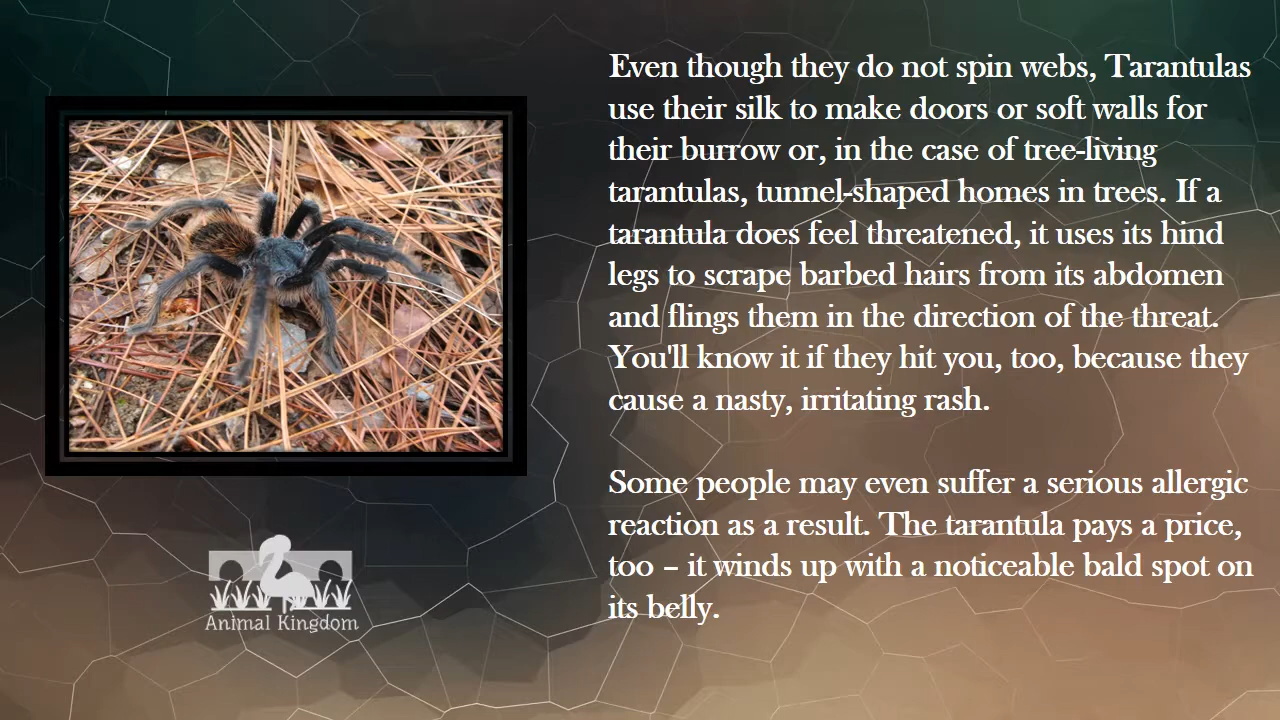 Even though they do not spin webs, Tarantulas
use their silk to make doors or soft walls for
their burrow or, in the case of tree-living
tarantulas, tunnel-shaped homes in trees. If a
tarantula does feel threatened, it uses its hind
legs to scrape barbed hairs from its abdomen
and flings them in the direction of the threat.
You'll know it if they hit you, too, because they
cause a nasty, irritating rash.
Some people may even suffer a serious allergic
reaction as a result. The tarantula pays a price,
too – it winds up with a noticeable bald spot on
its belly.
Animal Kingdom